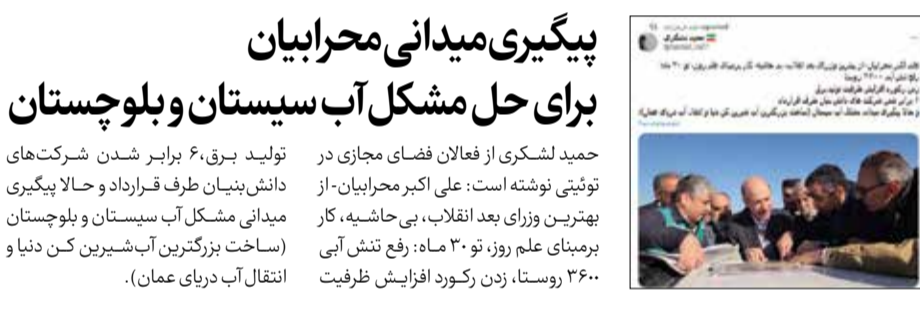 پیگیری میدانی محرابیان
برای حل مشکل آب سیستان و بلوچستان
حمید لشکری از فعالان فضای مجازی در
توئیتی نوشته است: علی اکبر محرابیان- از
بهترین وزرای بعد انقلاب، بی‌حاشیه، کار
برمبنای علم روز، تو ۳۰ ماه: رفع تنش آبی
۳۶۰۰ روستا، زدن رکورد افزایش ظرفیت
تولید برق،۶ برابر شدن شرکت‌های
دانش‌بنیان طرف قرارداد و حالا پیگیری
میدانی مشکل آب سیستان و بلوچستان
(ساخت بزرگترین آب‌شیرین کن دنیا و
انتقال آب دریای عمان).